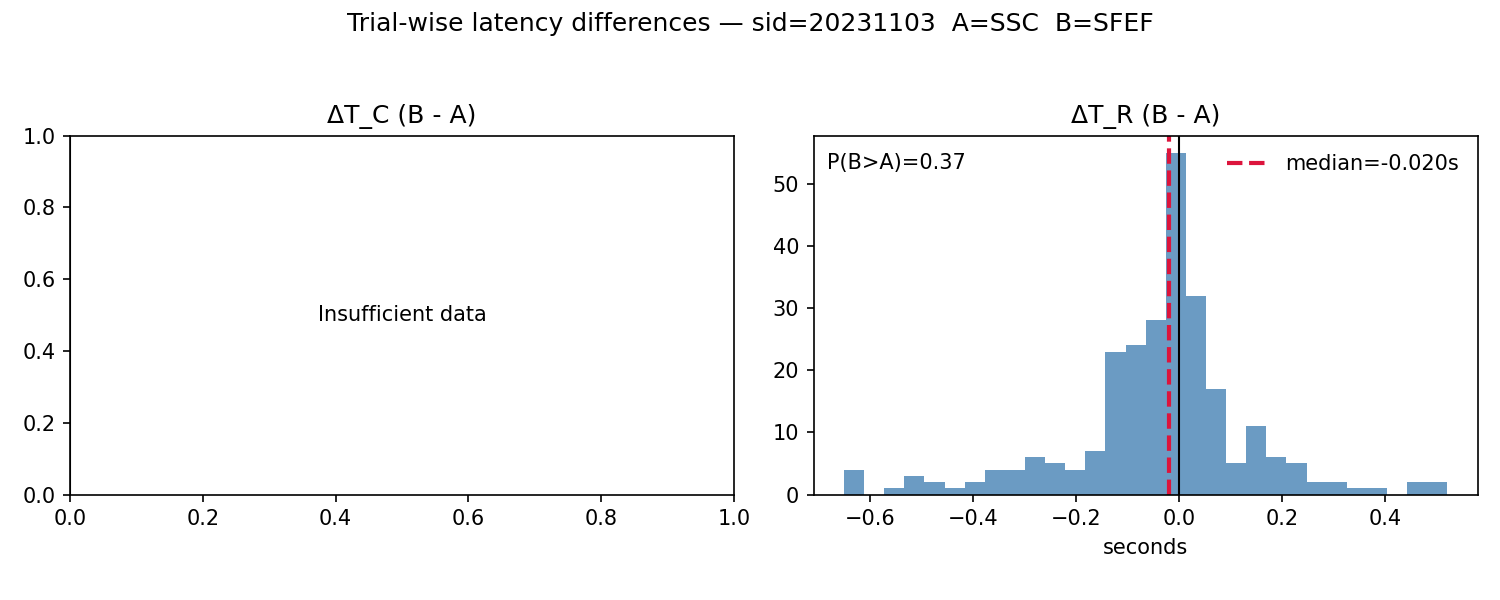 Trial-wise latency differences — sid=20231103  A=SSC  B=SFEF
ΔT_C (B - A)
1.0
0.8
0.6
0.4
0.2
0.0
Insufficient data
0.0 0.2 0.4 0.6 0.8 1.0
ΔT_R (B - A)
P(B>A)=0.37
median=-0.020s
50
40
30
20
10
0
−0.6 −0.4 −0.2 0.0 0.2 0.4
seconds